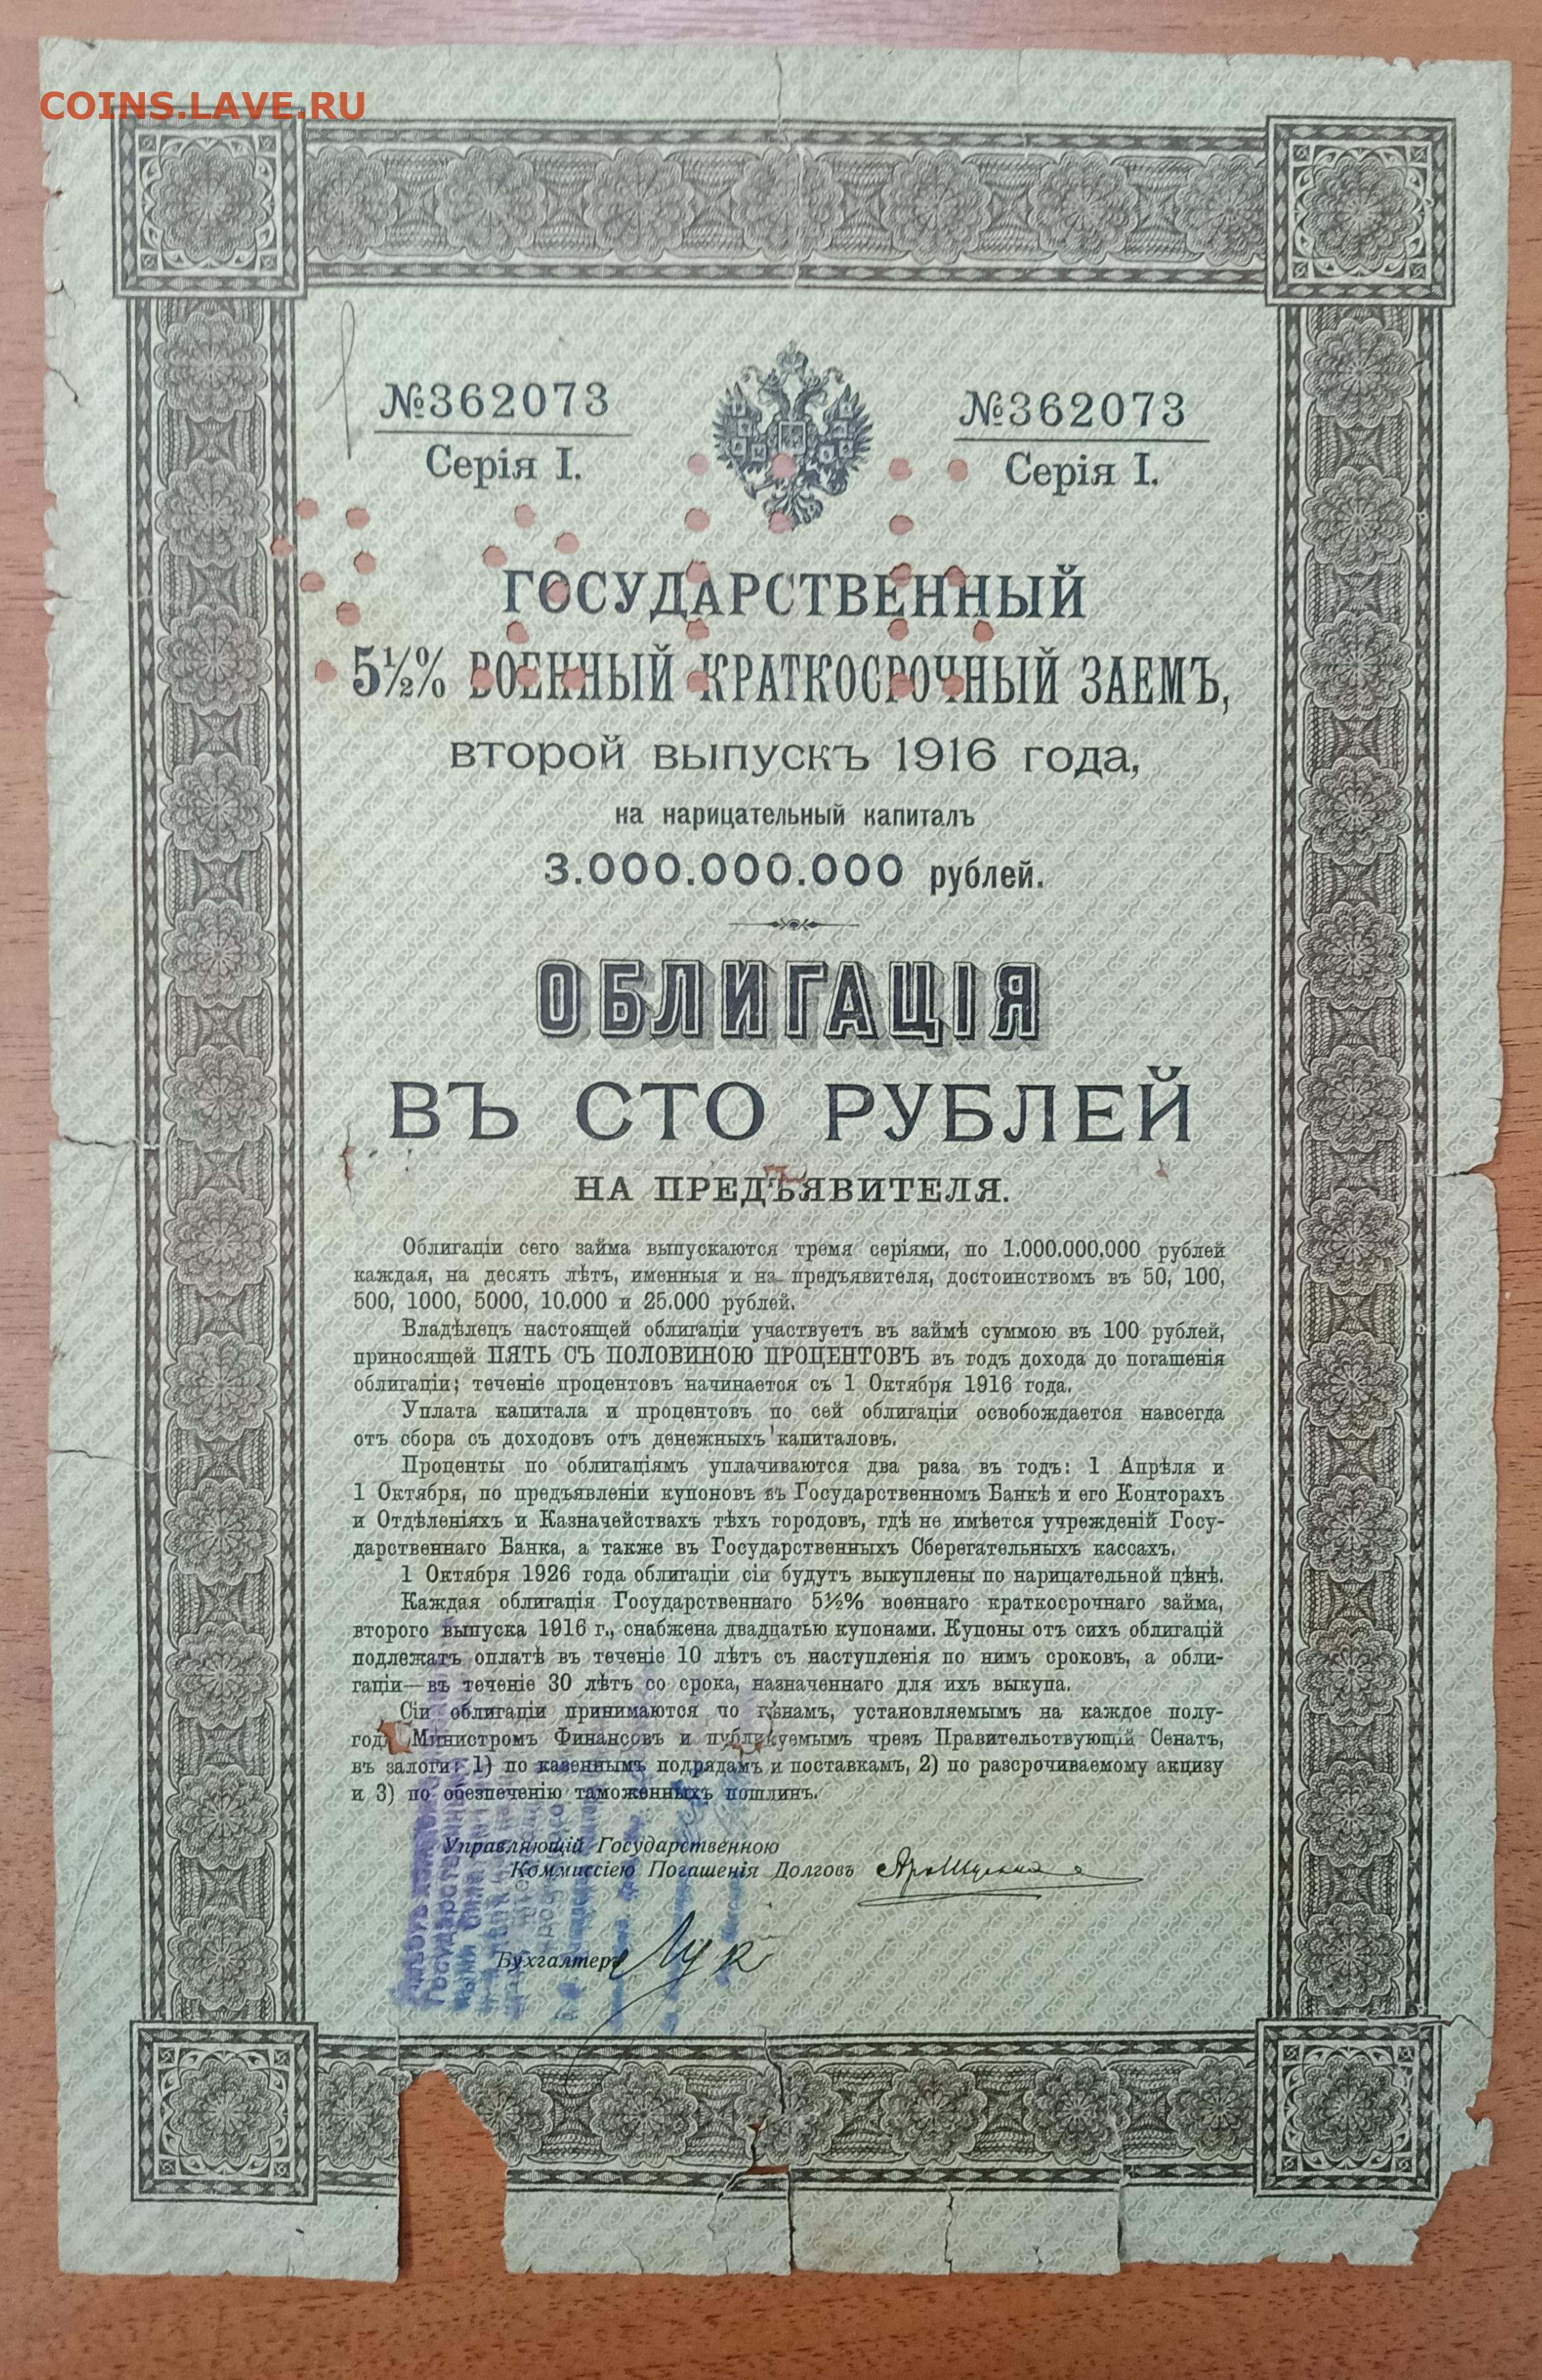 COINS.LAVE.RU
№362073
Серія I.
№362073
Серія I.
ГОСУДАРСТВЕННЫЙ
5½% ВОЕННЫЙ КРАТКОСРОЧНЫЙ ЗАЕМЪ,
второй выпускъ 1916 года,
на нарицательный капиталъ
3.000.000.000 рублей.
ОБЛИГАЦІЯ
ВЪ СТО РУБЛЕЙ
НА ПРЕДЪЯВИТЕЛЯ.
Облигаціи сего займа выпускаются тремя серіями, по 1.000.000.000 рублей
каждая, на десять лѣтъ, именныя и на предъявителя, достоинствомъ въ 50, 100,
500, 1000, 5000, 10.000 и 25.000 рублей.
Владѣлецъ настоящей облигаціи участвуетъ въ займѣ суммою въ 100 рублей,
приносящей ПЯТЬ СЪ ПОЛОВИНОЮ ПРОЦЕНТОВЪ въ годъ дохода до погашенія
облигаціи; теченіе процентовъ начинается съ 1 Октября 1916 года.
Уплата капитала и процентовъ по сей облигаціи освобождается навсегда
отъ сбора съ доходовъ отъ денежныхъ капиталовъ.
Проценты по облигаціямъ уплачиваются два раза въ годъ: 1 Апрѣля и
1 Октября, по предъявленіи купоновъ въ Государственномъ Банкѣ и его Конторахъ
и Отдѣленіяхъ и Казначействахъ тѣхъ городовъ, гдѣ не имѣется учрежденій Госу-
дарственнаго Банка, а также въ Государственныхъ Сберегательныхъ кассахъ.
1 Октября 1926 года облигаціи сіи будутъ выкуплены по нарицательной цѣнѣ.
Каждая облигація Государственнаго 5½% военнаго краткосрочнаго займа,
второго выпуска 1916 г., снабжена двадцатью купонами. Купоны отъ сихъ облигацій
подлежатъ оплатѣ въ теченіе 10 лѣтъ съ наступленія по нимъ сроковъ, а обли-
гаціи—въ теченіе 30 лѣтъ со срока, назначеннаго для ихъ выкупа.
Сіи облигаціи принимаются по цѣнамъ, установляемымъ на каждое полу-
годіе Министромъ Финансовъ и публикуемымъ чрезъ Правительствующій Сенатъ,
въ залоги: 1) по казеннымъ подрядамъ и поставкамъ, 2) по разсрочиваемому акцизу
и 3) по обезпеченію таможенныхъ пошлинъ.
Управляющій Государственною
Коммиссіею Погашенія Долговъ
Бухгалтеръ